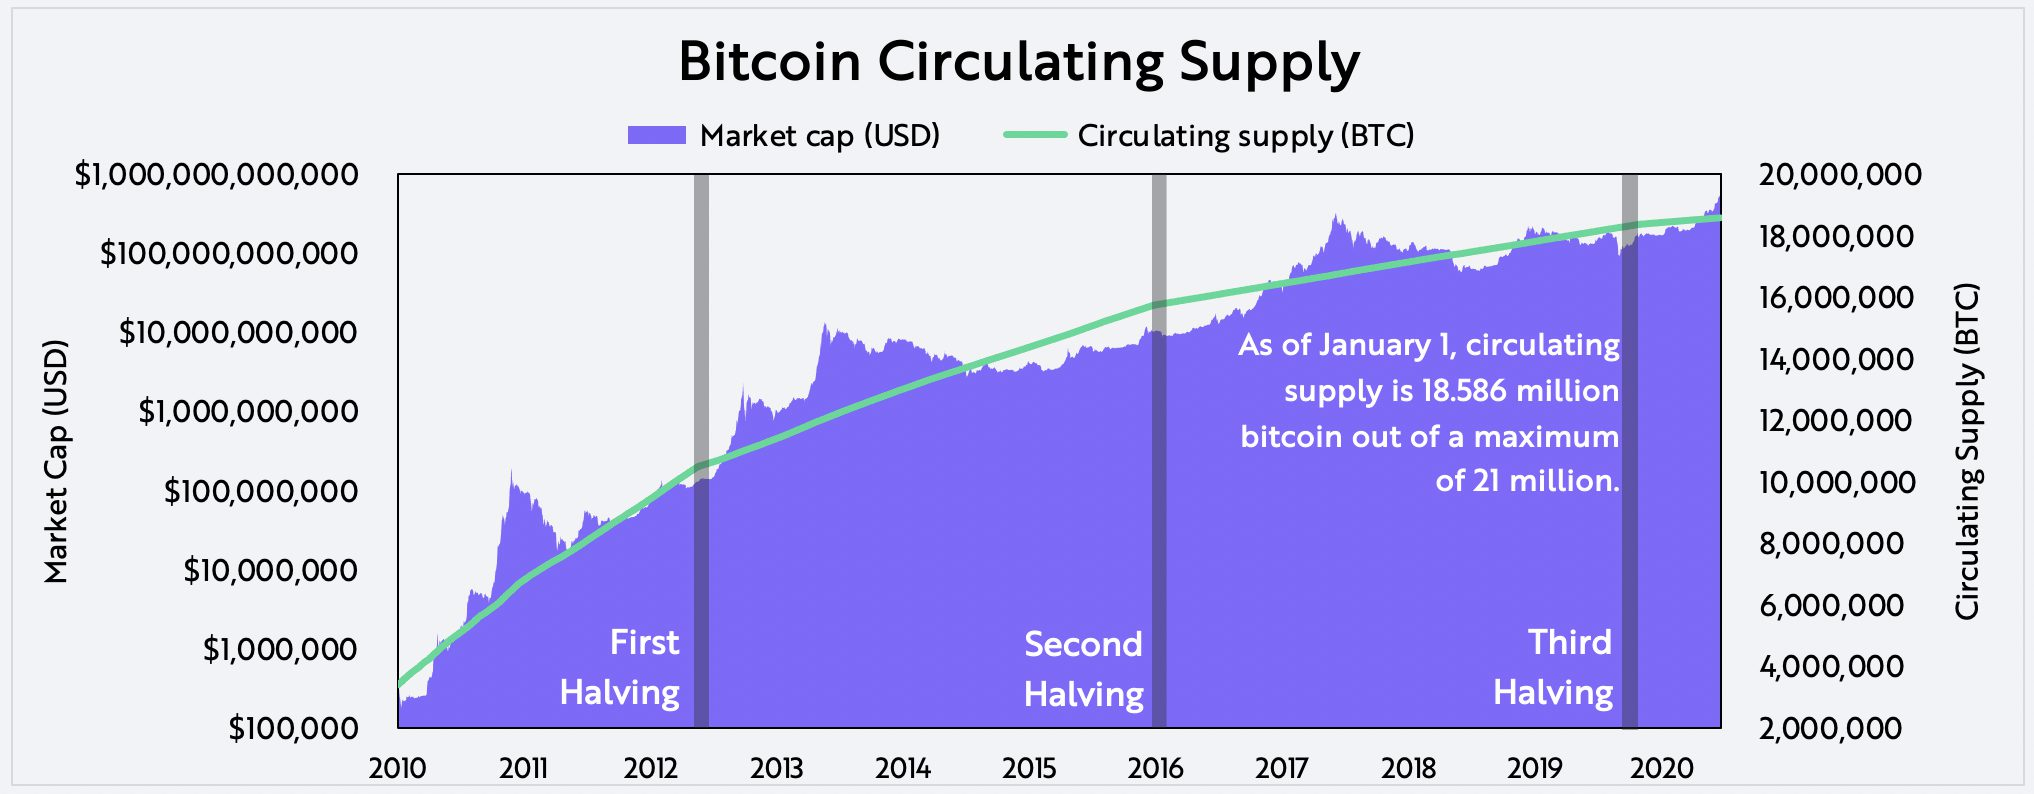 Bitcoin Circulating Supply
Market cap (USD)
Circulating supply (BTC)
Market Cap (USD)
$1,000,000,000,000
$100,000,000,000
$10,000,000,000
$1,000,000,000
$100,000,000
$10,000,000
$1,000,000
$100,000
As of January 1, circulating
supply is 18.586 million
bitcoin out of a maximum
of 21 million.
First
Halving
Second
Halving
Third
Halving
20,000,000
18,000,000
16,000,000
14,000,000
12,000,000
10,000,000
8,000,000
6,000,000
4,000,000
2,000,000
Circulating Supply (BTC)
2010 2011 2012 2013 2014 2015 2016 2017 2018 2019 2020